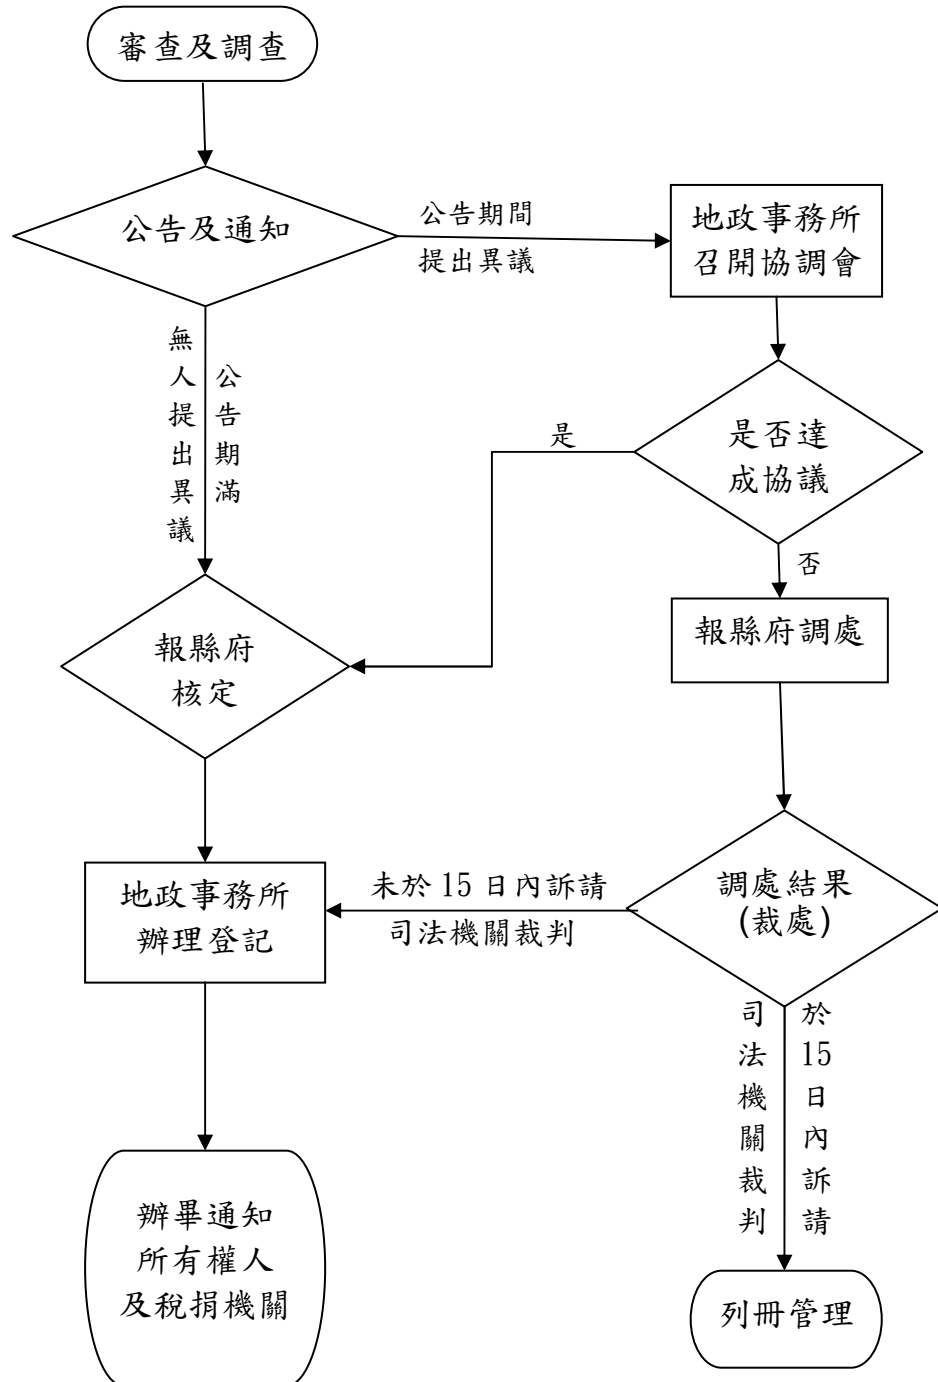 審查及調查
公告及通知
公告期間
提出異議
地政事務所
召開協調會
無人提出異議
公告期滿
是
是否達
成協議
否
報縣府
核定
報縣府調處
地政事務所
辦理登記
未於15日內訴請
司法機關裁判
調處結果
(裁處)
於15日內訴請
司法機關裁判
辦畢通知
所有權人
及稅捐機關
列冊管理